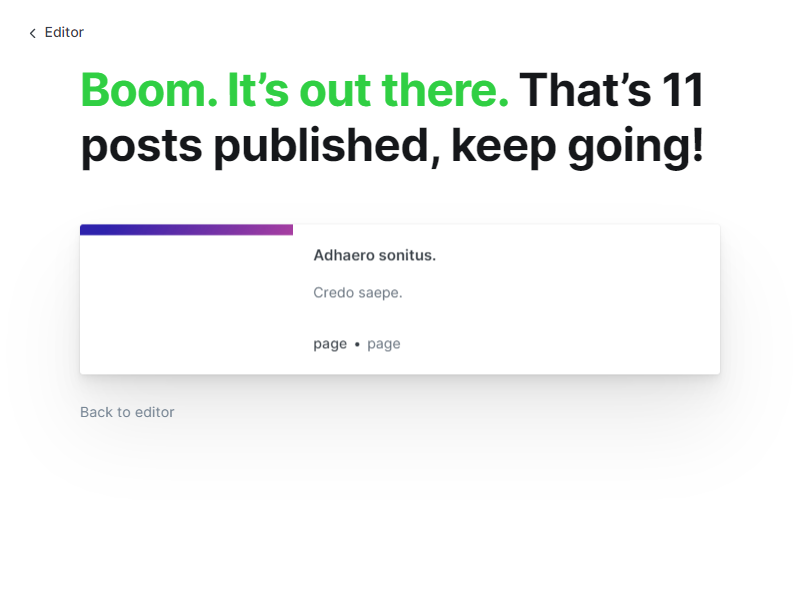 Editor
Boom. It’s out there. That’s 11
posts published, keep going!
Adhaero sonitus.
Credo saepe.
page • page
Back to editor